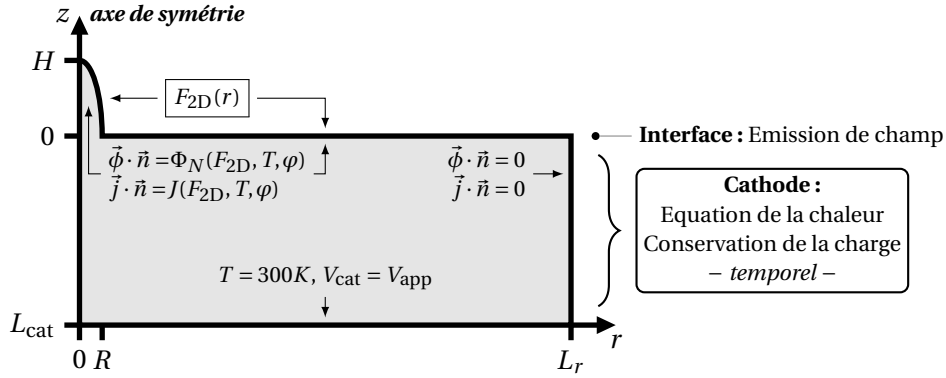 z axe de symétrie
H
F2D(r)
0
Interface : Emission de champ
ϕ⃗ · n⃗ = ΦN(F2D, T, φ)
j⃗ · n⃗ = J(F2D, T, φ)
ϕ⃗ · n⃗ = 0
j⃗ · n⃗ = 0
Cathode :
Equation de la chaleur
Conservation de la charge
– temporel –
T = 300K, Vcat = Vapp
Lcat
0 R Lr r